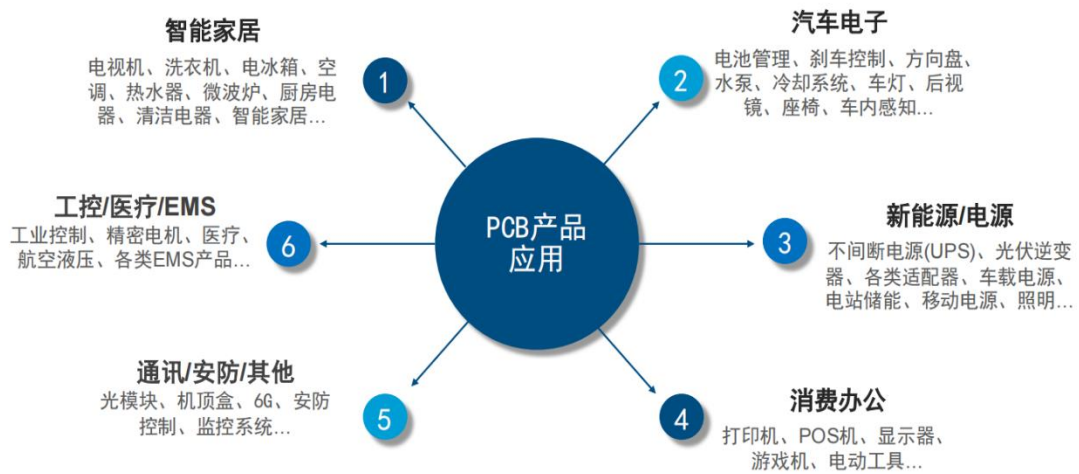 智能家居
电视机、洗衣机、电冰箱、空
调、热水器、微波炉、厨房电
器、清洁电器、智能家居…
1
汽车电子
电池管理、刹车控制、方向盘、
水泵、冷却系统、车灯、后视
镜、座椅、车内感知…
2
PCB产品
应用
新能源/电源
不间断电源(UPS)、光伏逆变
器、各类适配器、车载电源、
电站储能、移动电源、照明…
3
消费办公
打印机、POS机、显示器、
游戏机、电动工具…
4
通讯/安防/其他
光模块、机顶盒、6G、安防
控制、监控系统…
5
工控/医疗/EMS
工业控制、精密电机、医疗、
航空液压、各类EMS产品…
6